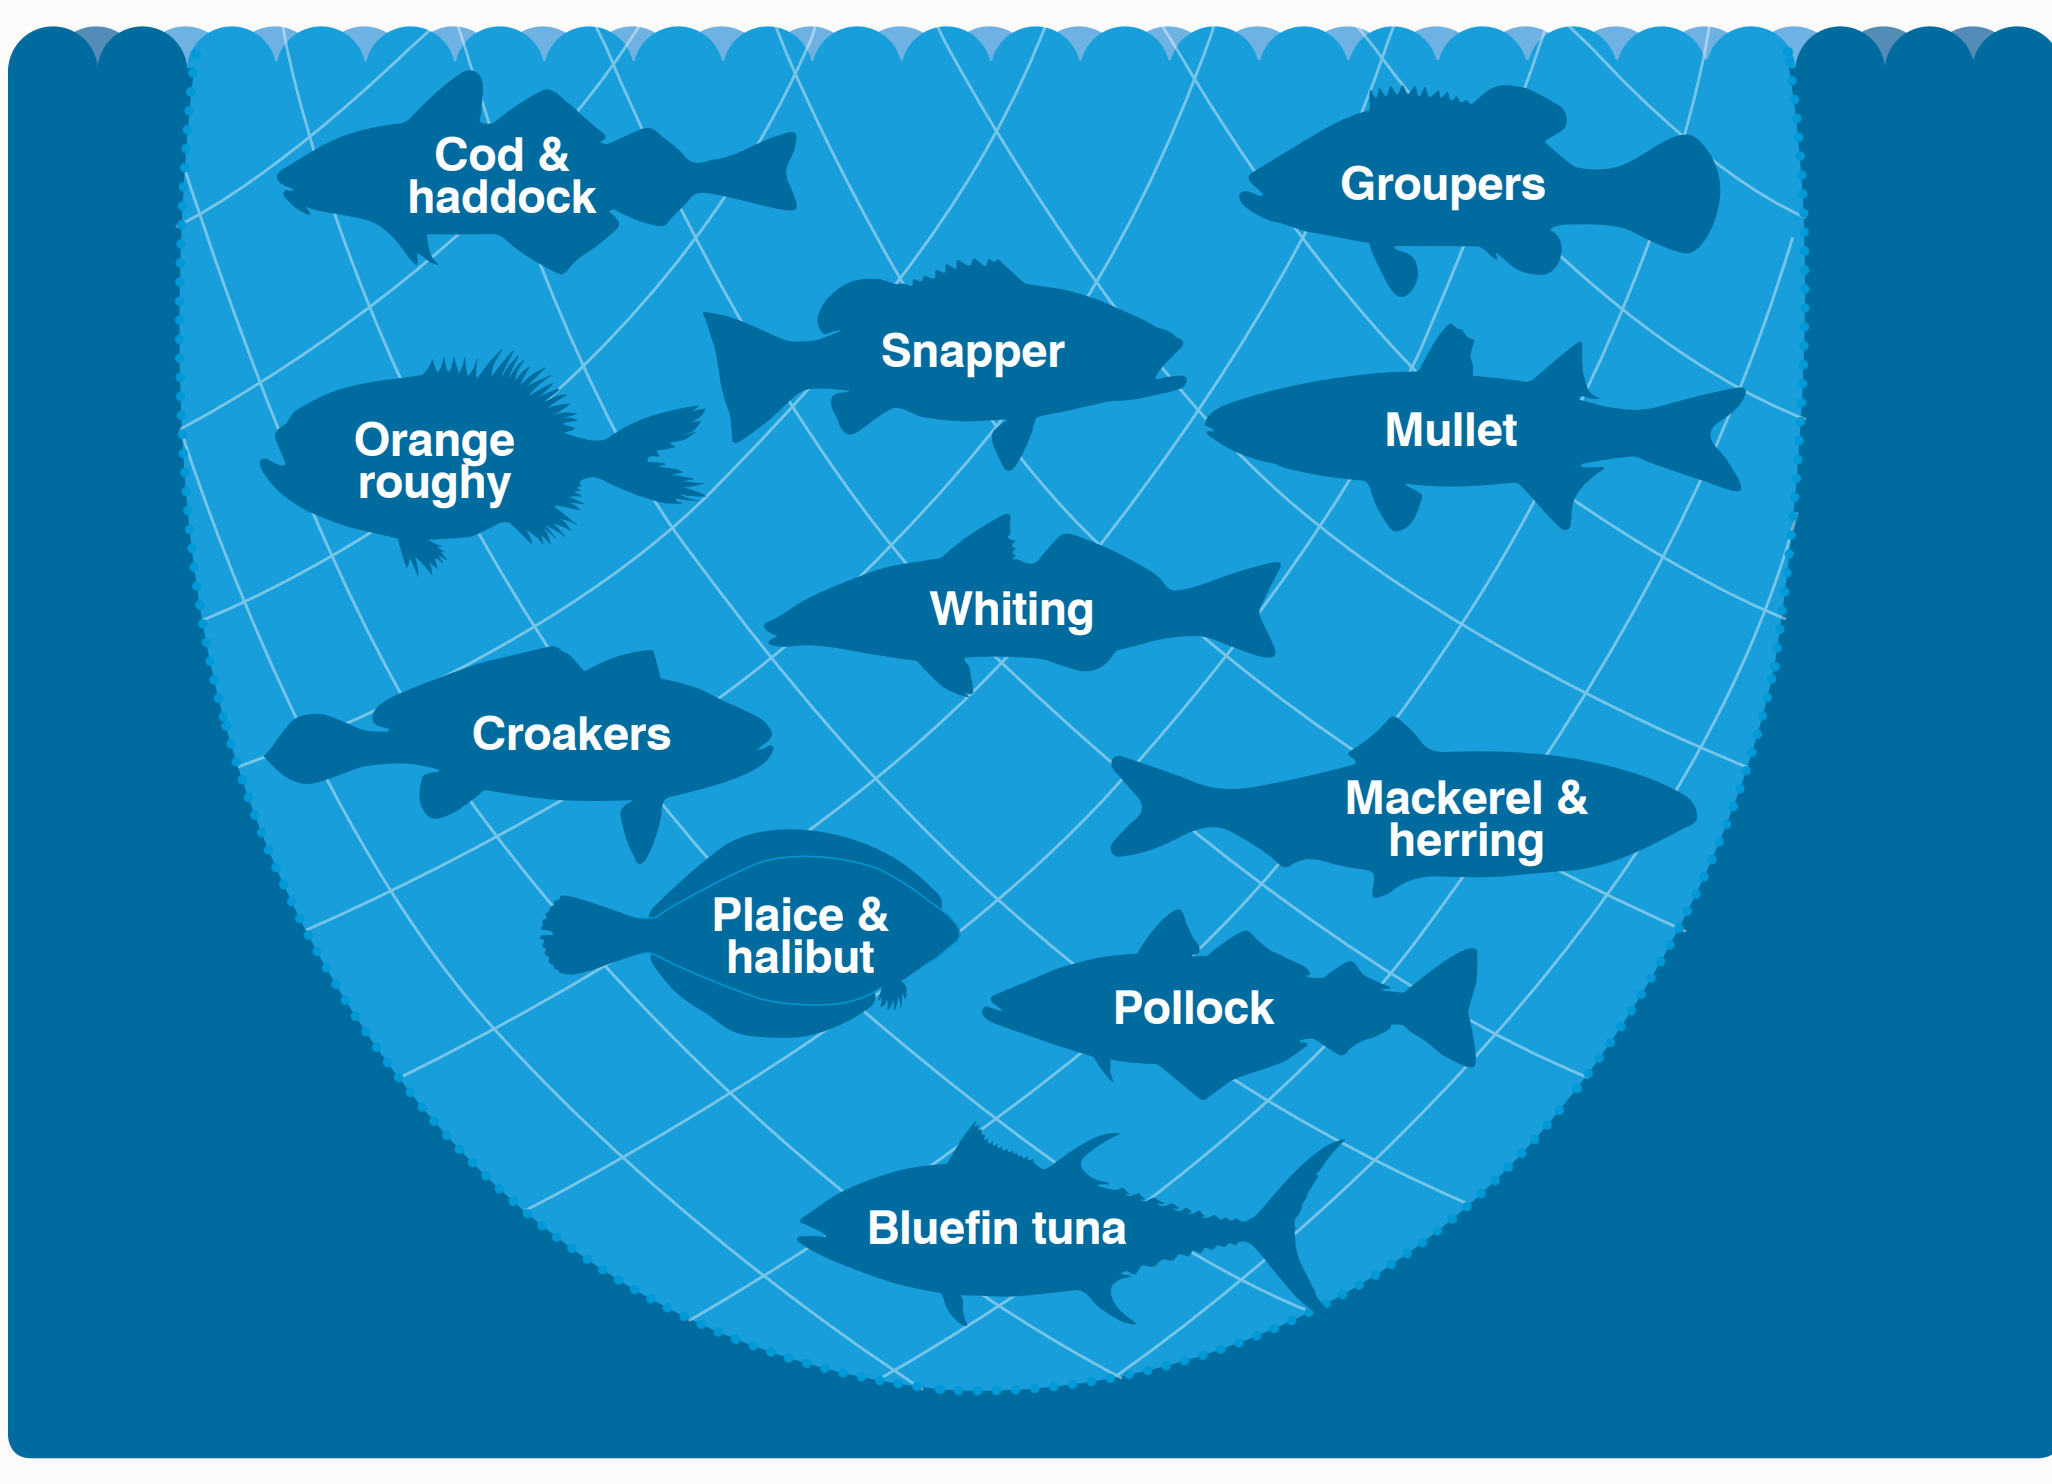 Cod &
haddock
Groupers
Snapper
Orange
roughy
Mullet
Whiting
Croakers
Mackerel &
herring
Plaice &
halibut
Pollock
Bluefin tuna